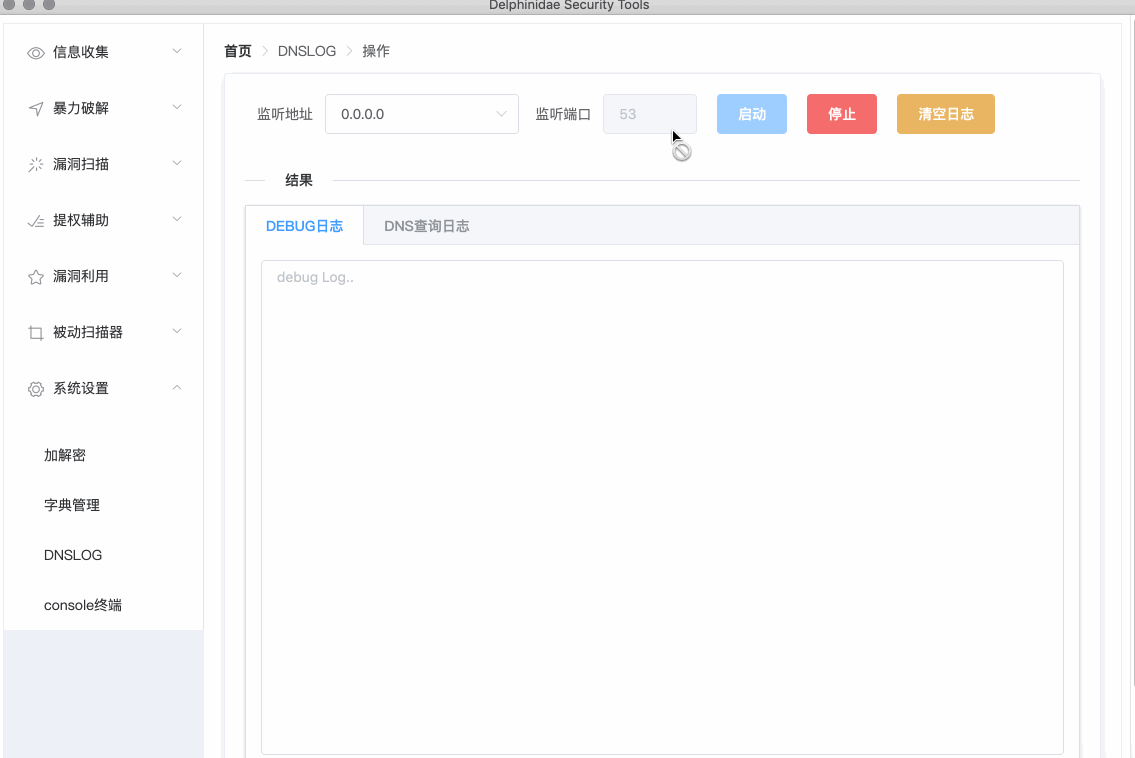 Delphinidae Security Tools
信息收集
暴力破解
漏洞扫描
提权辅助
漏洞利用
被动扫描器
系统设置
加解密
字典管理
DNSLOG
console终端
首页 DNSLOG 操作
监听地址 0.0.0.0 监听端口 53 启动 停止 清空日志
结果
DEBUG日志 DNS查询日志
debug Log..